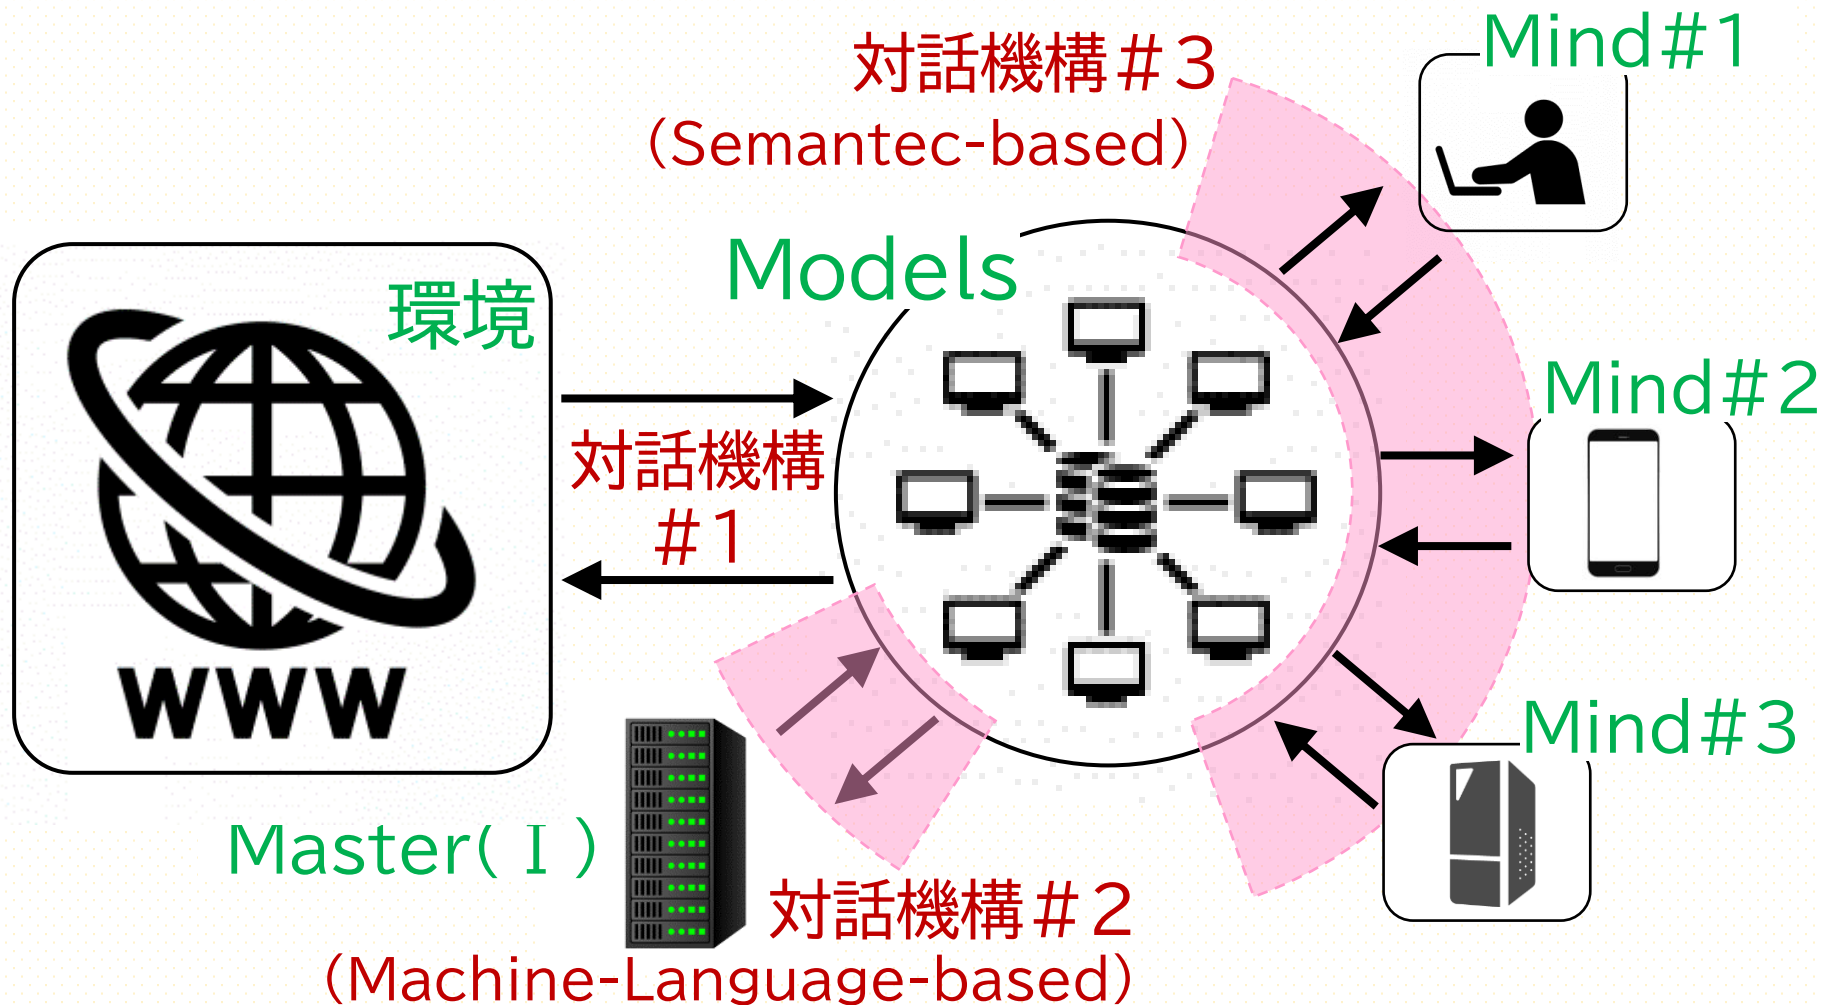 対話機構＃３
（Semantec-based）
Mind#1
環境
Models
対話機構
#1
Mind#2
WWW
Mind#3
Master(Ⅰ)
対話機構＃２
（Machine-Language-based）